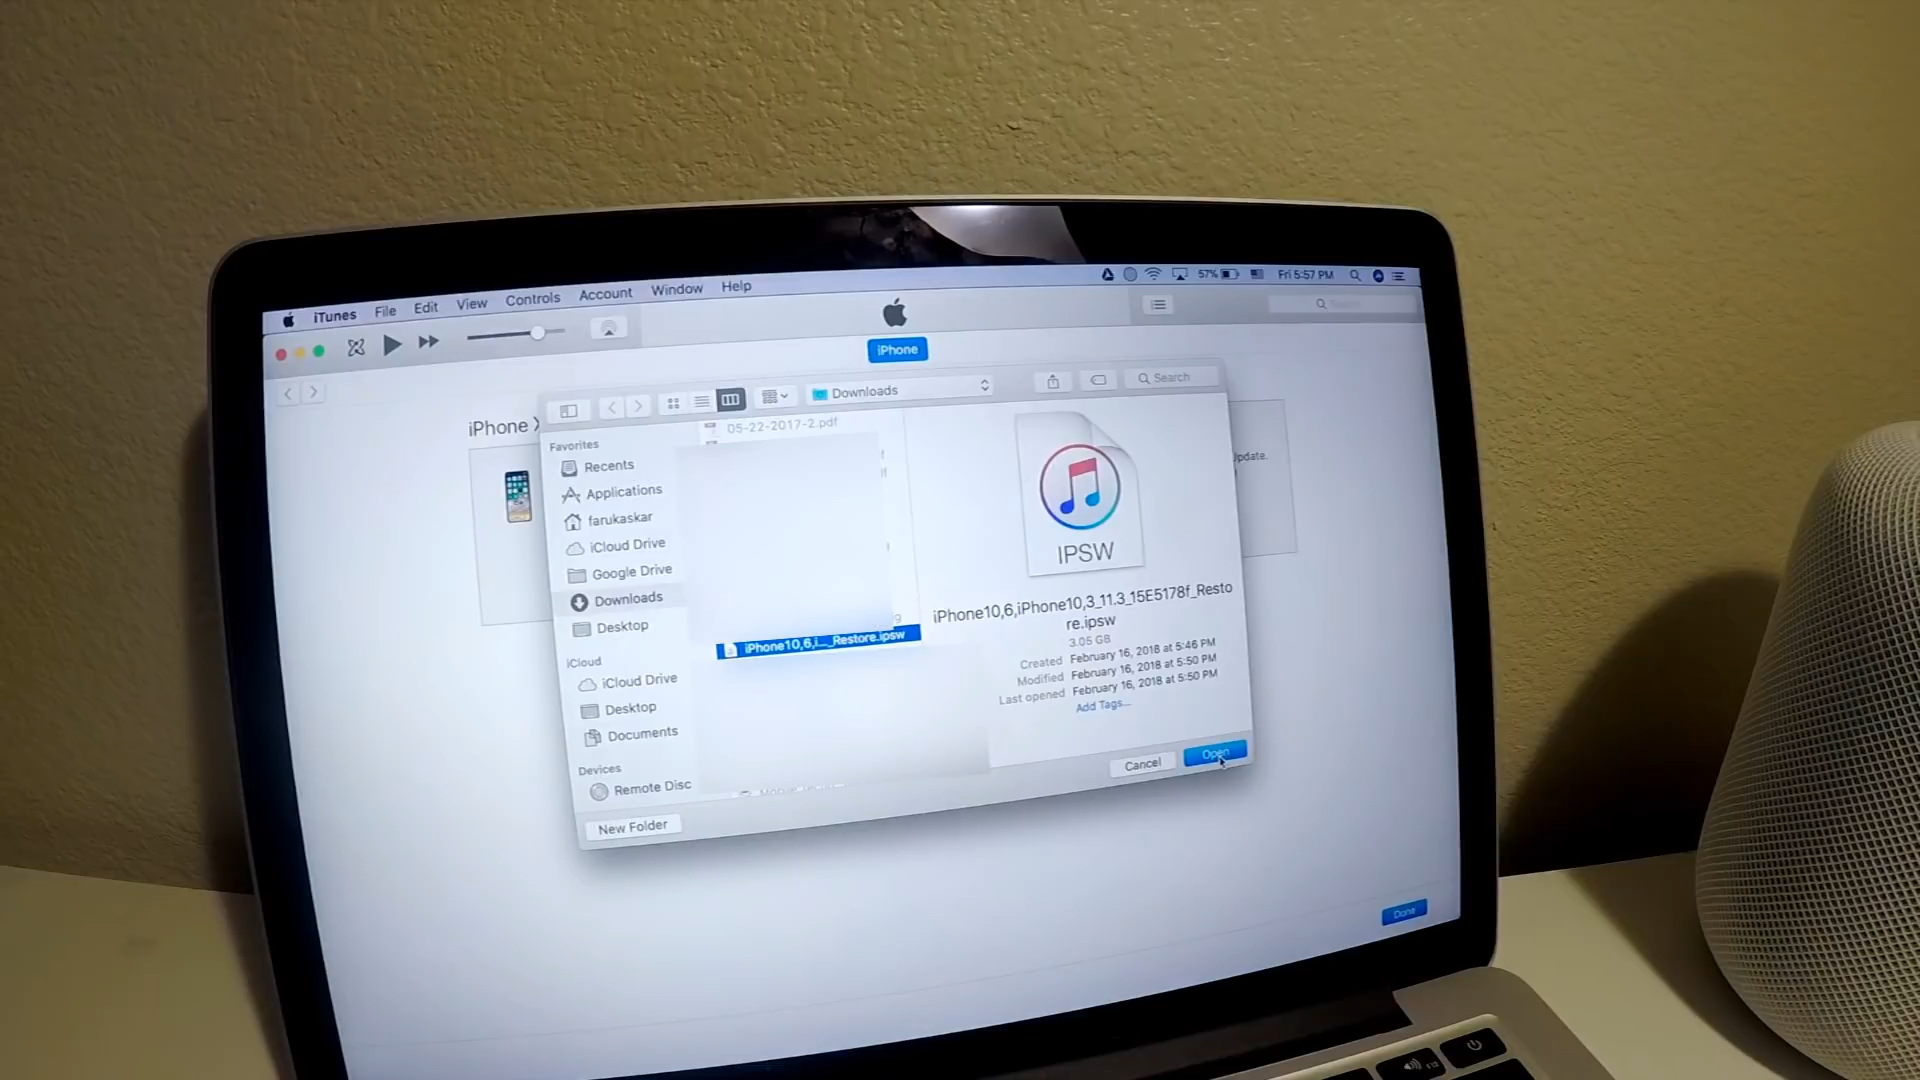 iTunes File Edit View Controls Account Window Help
57% Fri 5:57 PM
iPhone
Downloads
Search
iPhone X
05-22-2017-2.pdf
Favorites
Recents
Applications
farukaskar
iCloud Drive
Google Drive
Downloads
Desktop
iCloud
iCloud Drive
Desktop
Documents
Devices
Remote Disc
iPhone10,6,i..._Restore.ipsw
IPSW
iPhone10,6,iPhone10,3_11.3_15E5178f_Resto
re.ipsw
3.05 GB
Created February 16, 2018 at 5:46 PM
Modified February 16, 2018 at 5:50 PM
Last opened February 16, 2018 at 5:50 PM
Add Tags...
Update.
New Folder
Cancel
Open
Done